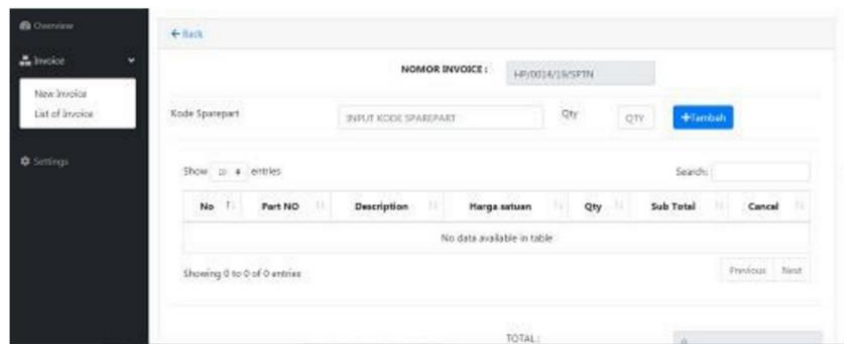 Overview
Invoice
New Invoice
List of Invoice
Settings
Back
NOMOR INVOICE : HP/0014/19/SPTN
Kode Sparepart INPUT KODE SPAREPART Qty QTY +Tambah
Show 10 entries Search:
No Part NO Description Harga satuan Qty Sub Total Cancel
No data available in table
Showing 0 to 0 of 0 entries
Previous Next
TOTAL : 0